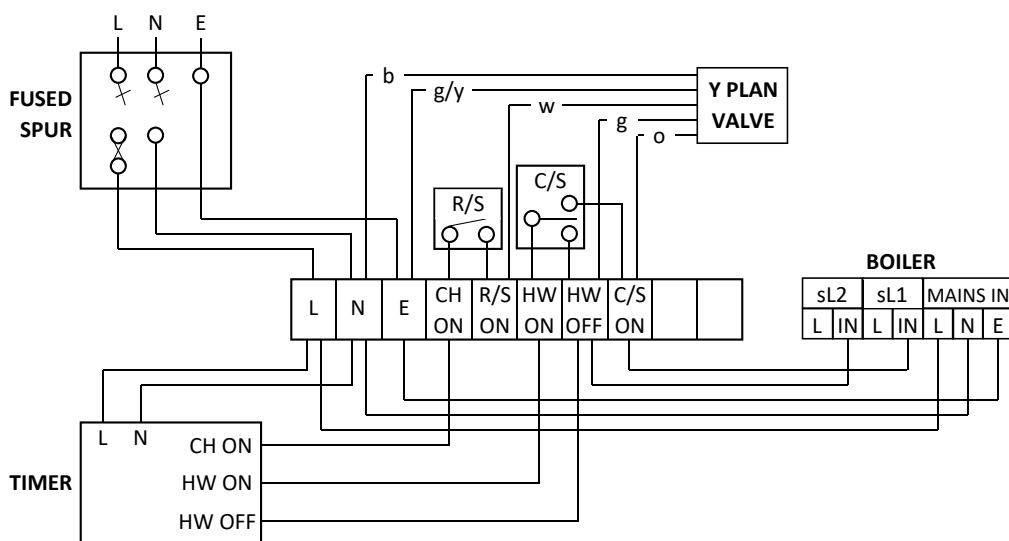 L N E
FUSED
SPUR
b
g/y
w
g
o
Y PLAN
VALVE
R/S
C/S
L N E CH ON R/S ON HW ON HW OFF C/S ON
BOILER
sL2 sL1 MAINS IN
L IN L IN L N E
TIMER
L N
CH ON
HW ON
HW OFF